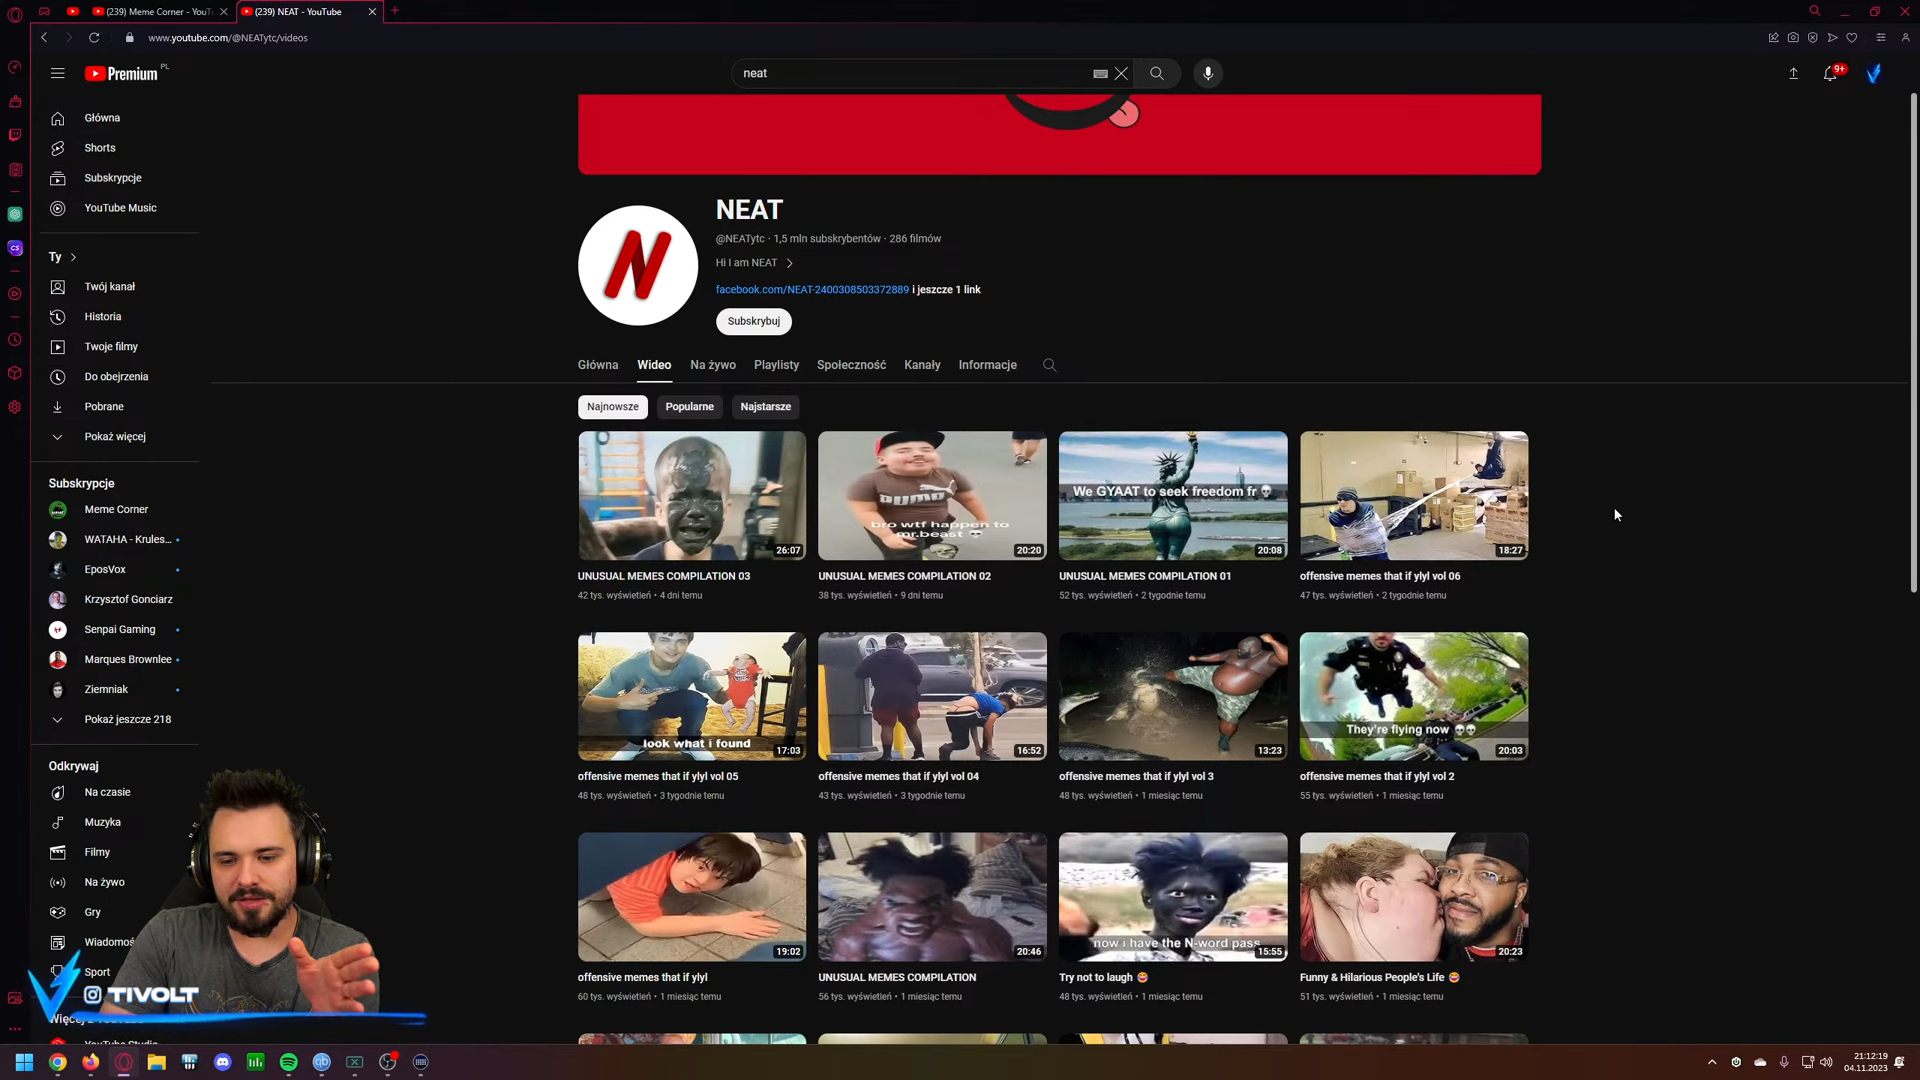 (239) Meme Corner - YouT
(239) NEAT - YouTube
www.youtube.com/@NEATytc/videos
Premium PL
neat
9+
Główna
Shorts
Subskrypcje
YouTube Music
Ty
Twój kanał
Historia
Twoje filmy
Do obejrzenia
Pobrane
Pokaż więcej
Subskrypcje
Meme Corner
WATAHA - Krules...
EposVox
Krzysztof Gonciarz
Senpai Gaming
Marques Brownlee
Ziemniak
Pokaż jeszcze 218
Odkrywaj
Na czasie
Muzyka
Filmy
Na żywo
Gry
Sport
TIVOLT
NEAT
@NEATytc · 1,5 mln subskrybentów · 286 filmów
Hi I am NEAT
facebook.com/NEAT-2400308503372889 i jeszcze 1 link
Subskrybuj
Główna Wideo Na żywo Playlisty Społeczność Kanały Informacje
Najnowsze Popularne Najstarsze
26:07
PUMA
bro wtf happen to
mr.beast
20:20
We GYAAT to seek freedom fr
20:08
18:27
UNUSUAL MEMES COMPILATION 03
42 tys. wyświetleń • 4 dni temu
UNUSUAL MEMES COMPILATION 02
38 tys. wyświetleń • 9 dni temu
UNUSUAL MEMES COMPILATION 01
52 tys. wyświetleń • 2 tygodnie temu
offensive memes that if ylyl vol 06
47 tys. wyświetleń • 2 tygodnie temu
look what i found
17:03
16:52
13:23
They're flying now
20:03
offensive memes that if ylyl vol 05
48 tys. wyświetleń • 3 tygodnie temu
offensive memes that if ylyl vol 04
43 tys. wyświetleń • 3 tygodnie temu
offensive memes that if ylyl vol 3
48 tys. wyświetleń • 1 miesiąc temu
offensive memes that if ylyl vol 2
55 tys. wyświetleń • 1 miesiąc temu
19:02
20:46
now i have the N-word pass
15:55
20:23
offensive memes that if ylyl
60 tys. wyświetleń • 1 miesiąc temu
UNUSUAL MEMES COMPILATION
56 tys. wyświetleń • 1 miesiąc temu
Try not to laugh 😂
48 tys. wyświetleń • 1 miesiąc temu
Funny & Hilarious People's Life 😂
51 tys. wyświetleń • 1 miesiąc temu
21:12:19
04.11.2023